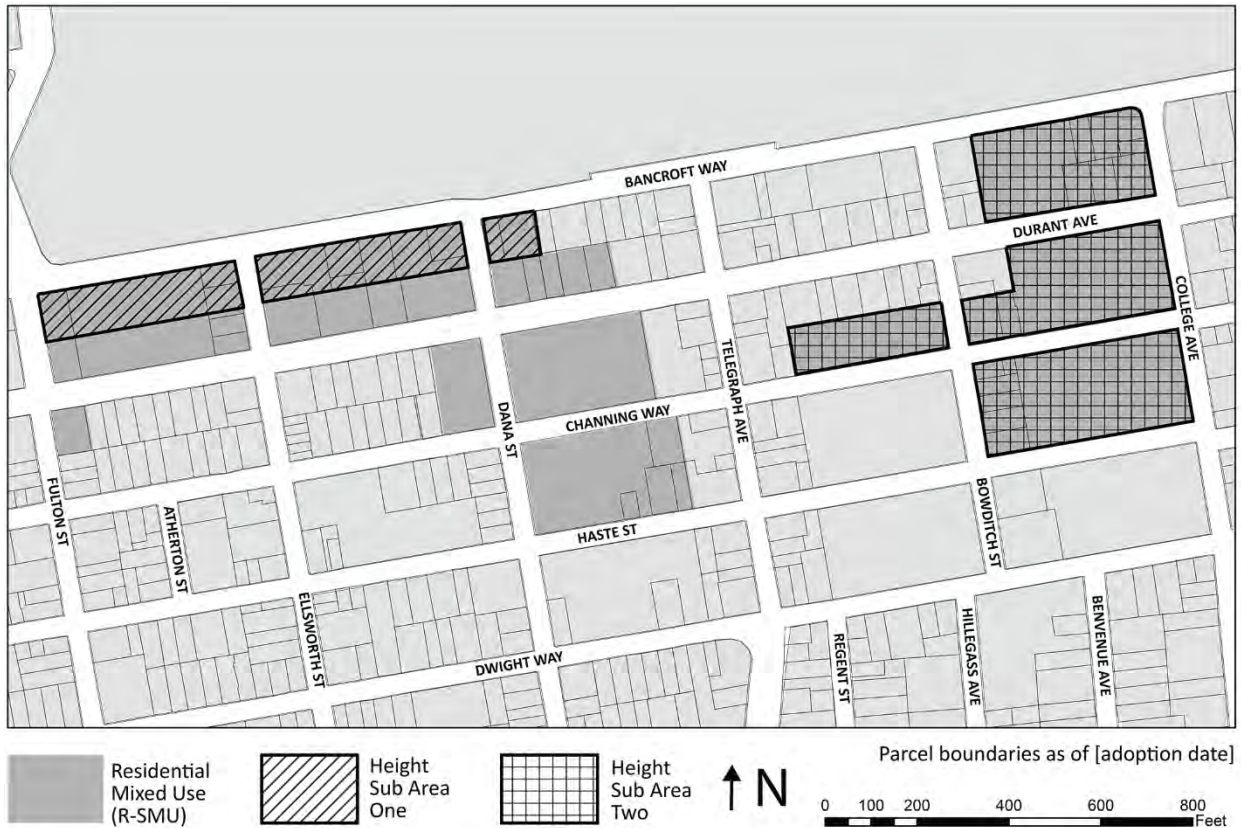 BANCROFT WAY
DURANT AVE
COLLEGE AVE
TELEGRAPH AVE
DANA ST
CHANNING WAY
FULTON ST
ATHERTON ST
HASTE ST
BOWDITCH ST
ELLSWORTH ST
DWIGHT WAY
REGENT ST
HILLEGASS AVE
BENVENUE AVE
Residential
Mixed Use
(R-SMU)
Height
Sub Area
One
Height
Sub Area
Two
N
Parcel boundaries as of [adoption date]
0 100 200 400 600 800
Feet